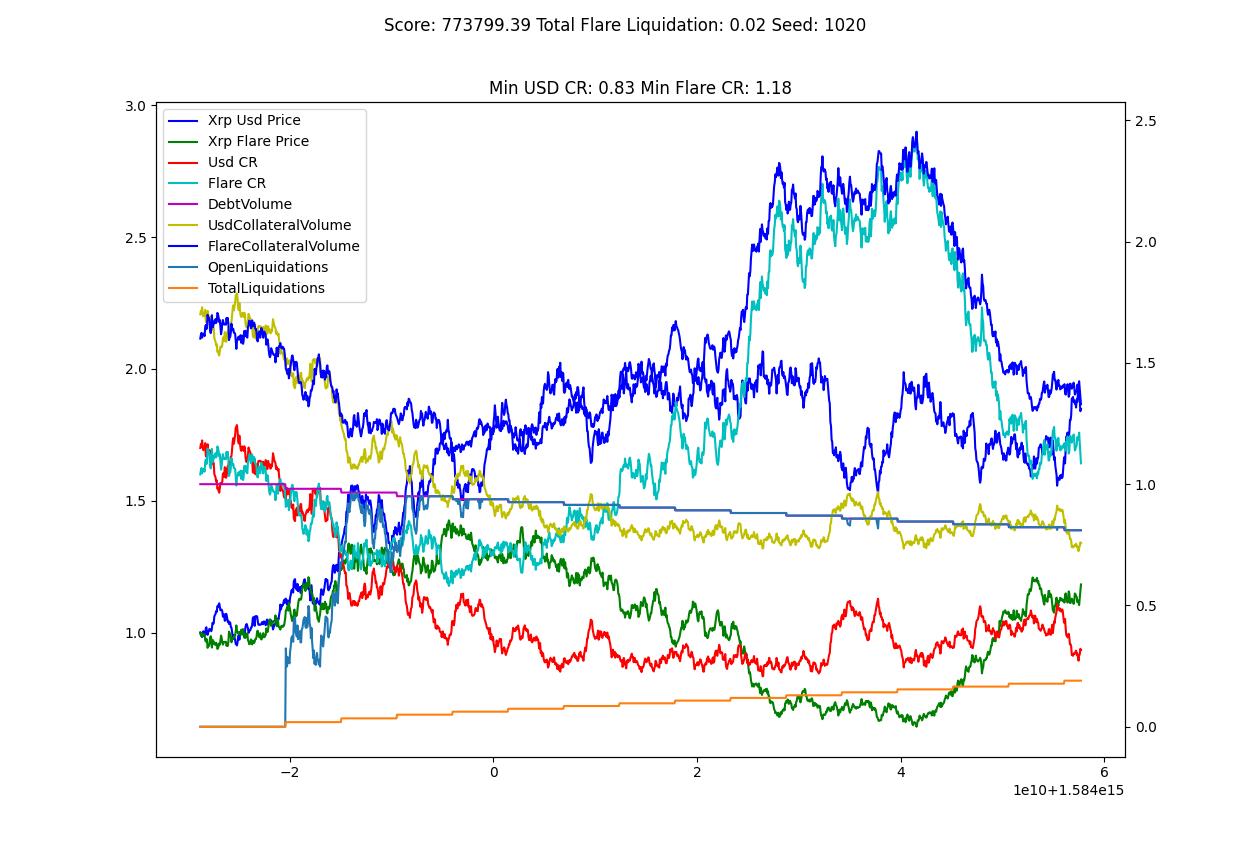 Score: 773799.39 Total Flare Liquidation: 0.02 Seed: 1020
Min USD CR: 0.83 Min Flare CR: 1.18
Xrp Usd Price
Xrp Flare Price
Usd CR
Flare CR
DebtVolume
UsdCollateralVolume
FlareCollateralVolume
OpenLiquidations
TotalLiquidations
3.0
2.5
2.0
1.5
1.0
2.5
2.0
1.5
1.0
0.5
0.0
−2 0 2 4 6
1e10+1.584e15